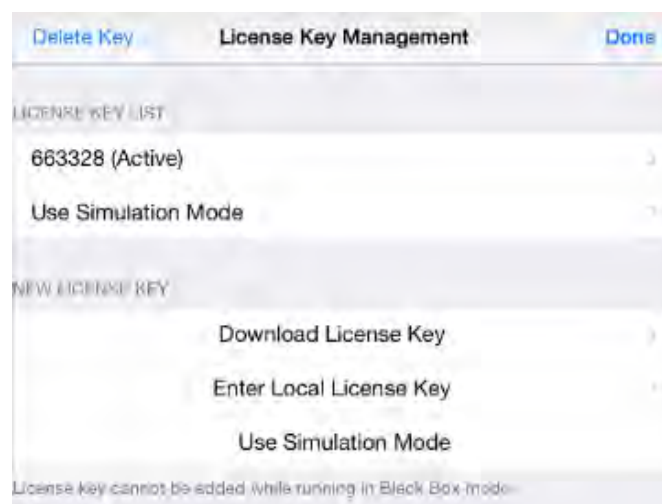 Delete Key License Key Management Done
LICENSE KEY LIST
663328 (Active)
Use Simulation Mode
NEW LICENSE KEY
Download License Key
Enter Local License Key
Use Simulation Mode
License key cannot be added while running in Black Box mode